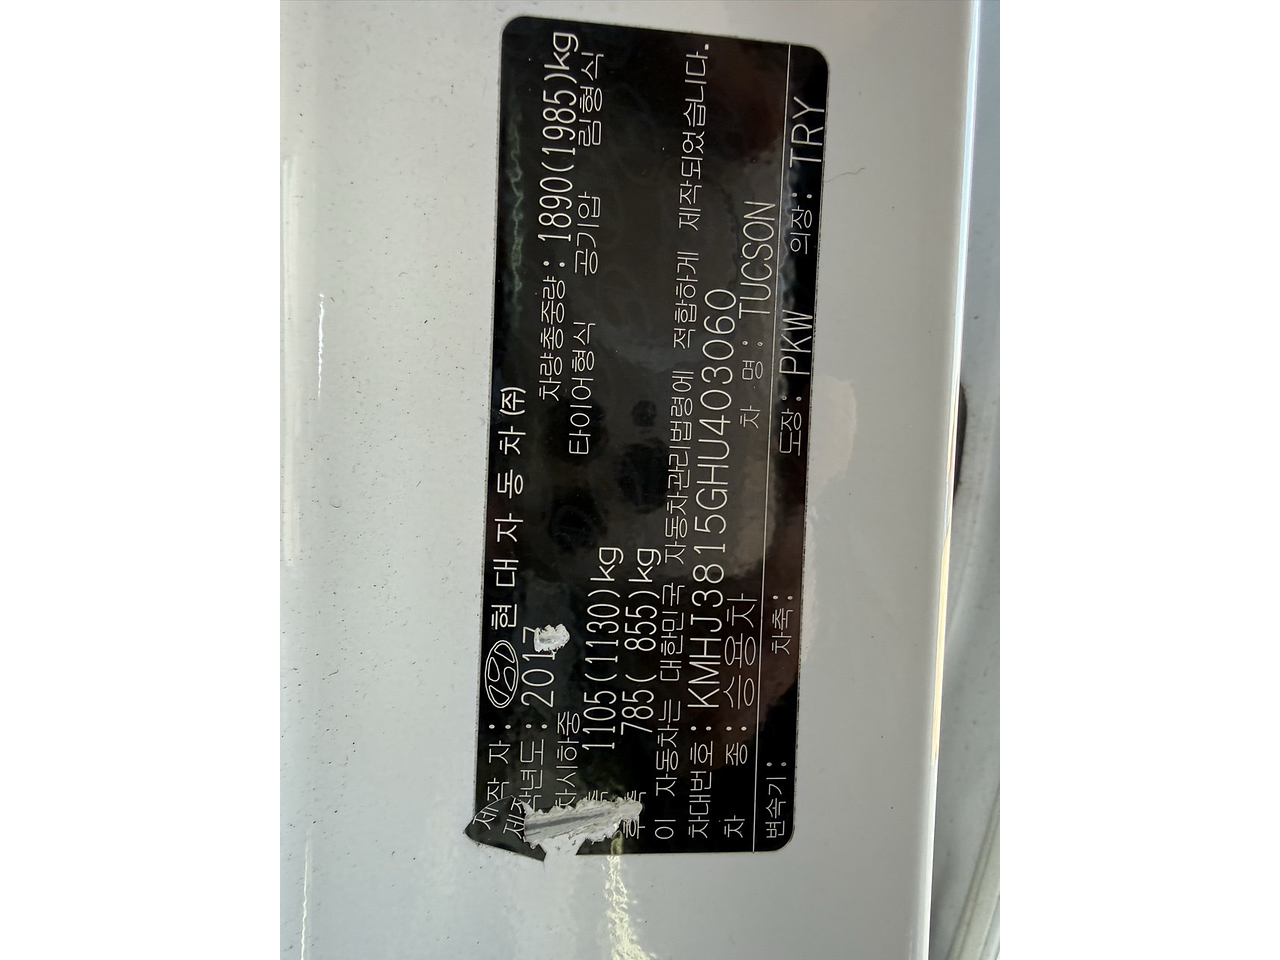 제작 자: 현대자동차(주)
제작년도: 2017
차시하중 차량총중량: 1890(1985)kg
1105(1130)kg 타이어형식 공기압 림형식
후축 785( 855)kg
이 자동차는 대한민국 자동차관리법령에 적합하게 제작되었습니다.
차대번호: KMHJ3815GHU403060
차 종: 승용차 차 명: TUCSON
변속기: 차축: 도장: PKW 의장: TRY